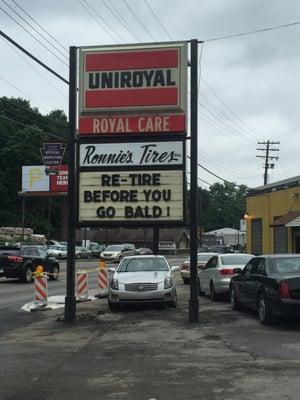 UNIROYAL
ROYAL CARE
Ronnie's Tires
RE-TIRE
BEFORE YOU
GO BALD!